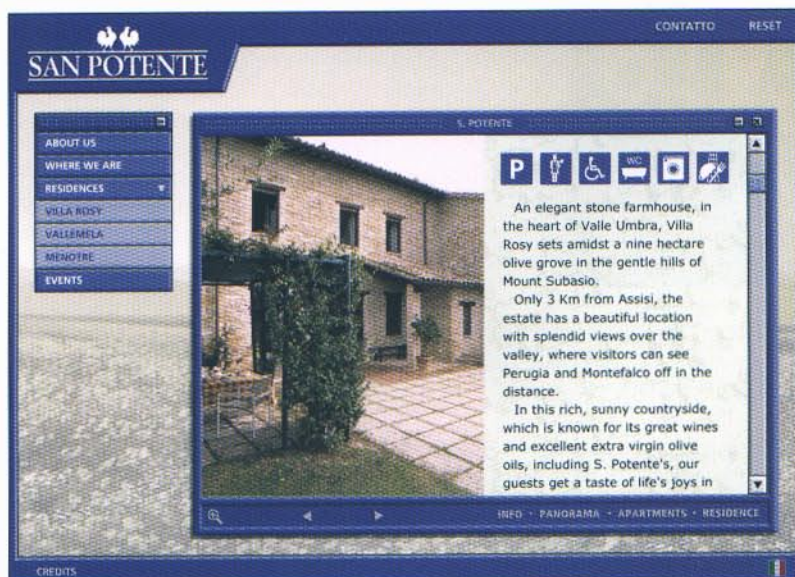 CONTATTO RESET
SAN POTENTE
S. POTENTE
ABOUT US
WHERE WE ARE
RESIDENCES
VILLA ROSY
VALLEMELA
MENOTRE
EVENTS
P
WC
An elegant stone farmhouse, in
the heart of Valle Umbra, Villa
Rosy sets amidst a nine hectare
olive grove in the gentle hills of
Mount Subasio.
Only 3 Km from Assisi, the
estate has a beautiful location
with splendid views over the
valley, where visitors can see
Perugia and Montefalco off in the
distance.
In this rich, sunny countryside,
which is known for its great wines
and excellent extra virgin olive
oils, including S. Potente's, our
guests get a taste of life's joys in
INFO • PANORAMA • APARTMENTS • RESIDENCE
CREDITS